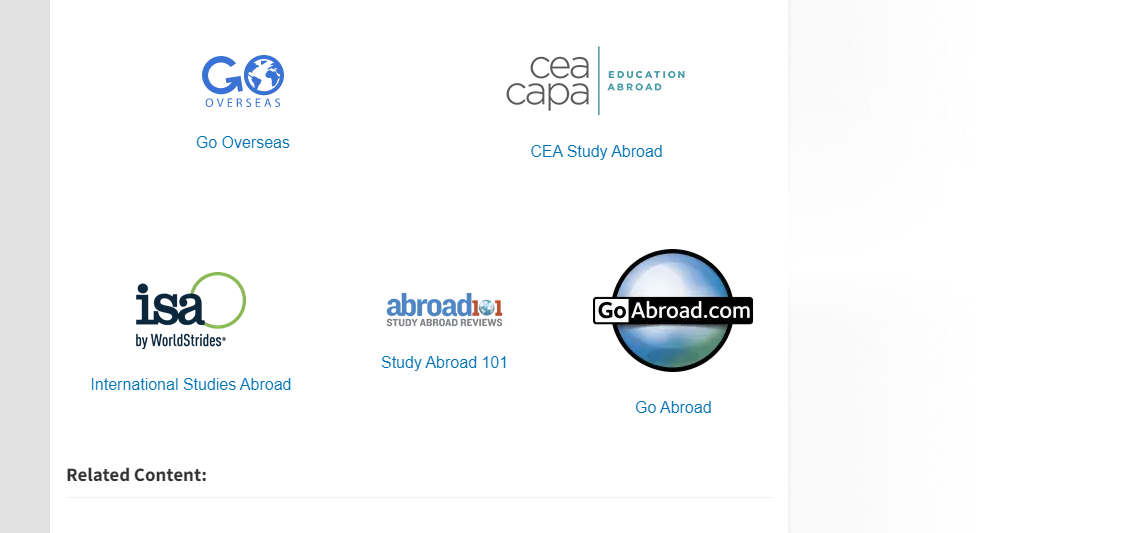 GO
OVERSEAS
Go Overseas
cea
capa
EDUCATION
ABROAD
CEA Study Abroad
isa
by WorldStrides®
International Studies Abroad
abroad101
STUDY ABROAD REVIEWS
Study Abroad 101
GoAbroad.com
Go Abroad
Related Content: